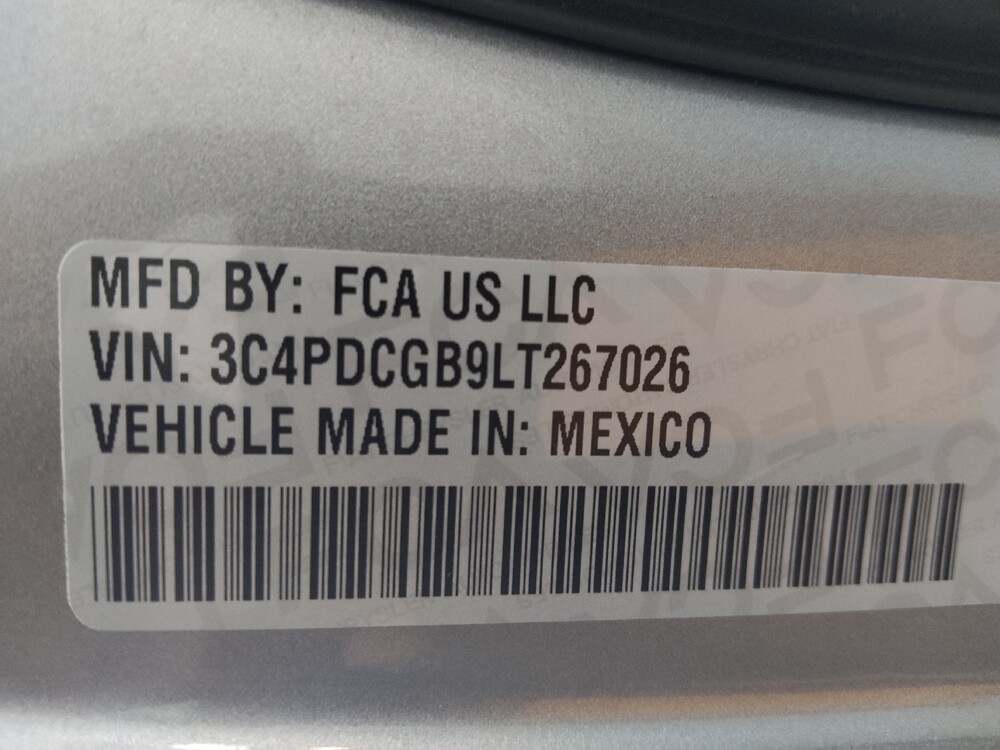 MFD BY: FCA US LLC
VIN: 3C4PDCGB9LT267026
VEHICLE MADE IN: MEXICO